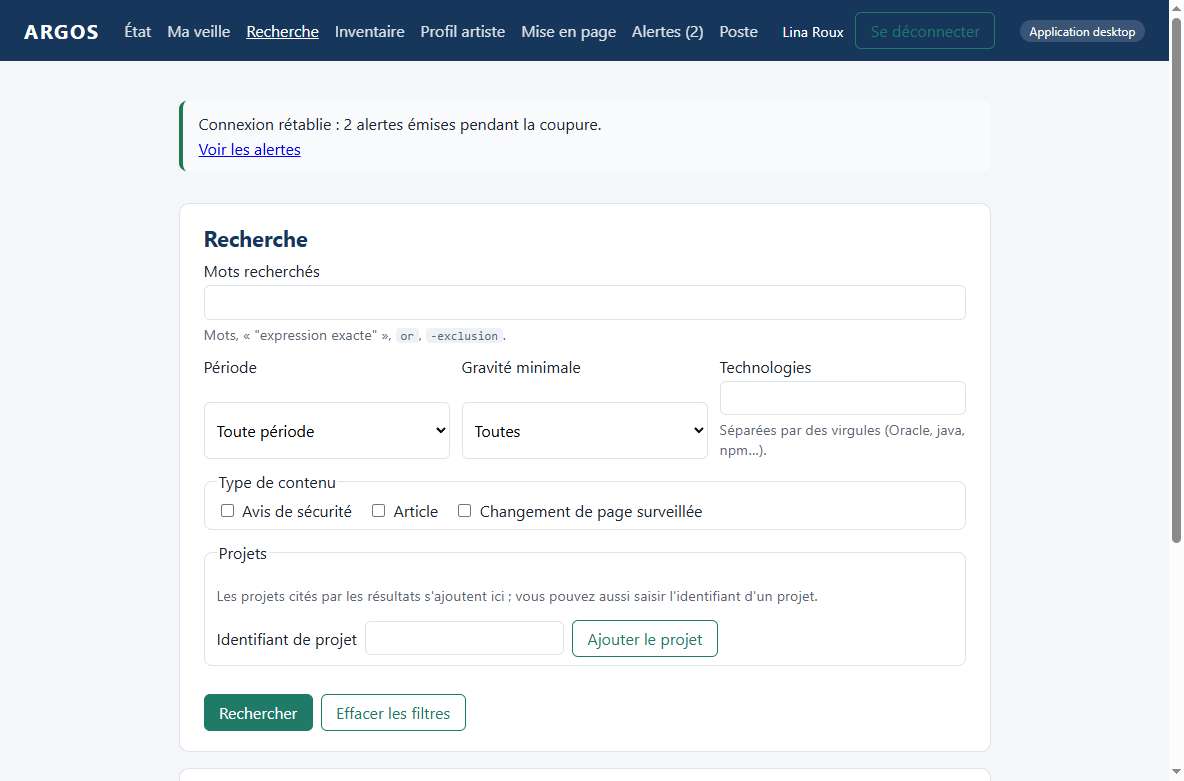 ARGOS État Ma veille Recherche Inventaire Profil artiste Mise en page Alertes (2) Poste Lina Roux Se déconnecter Application desktop
Connexion rétablie : 2 alertes émises pendant la coupure.
Voir les alertes
Recherche
Mots recherchés
Mots, « "expression exacte" », or, -exclusion.
Période Gravité minimale Technologies
Toute période Toutes
Séparées par des virgules (Oracle, java,
npm…).
Type de contenu
Avis de sécurité Article Changement de page surveillée
Projets
Les projets cités par les résultats s'ajoutent ici ; vous pouvez aussi saisir l'identifiant d'un projet.
Identifiant de projet Ajouter le projet
Rechercher Effacer les filtres